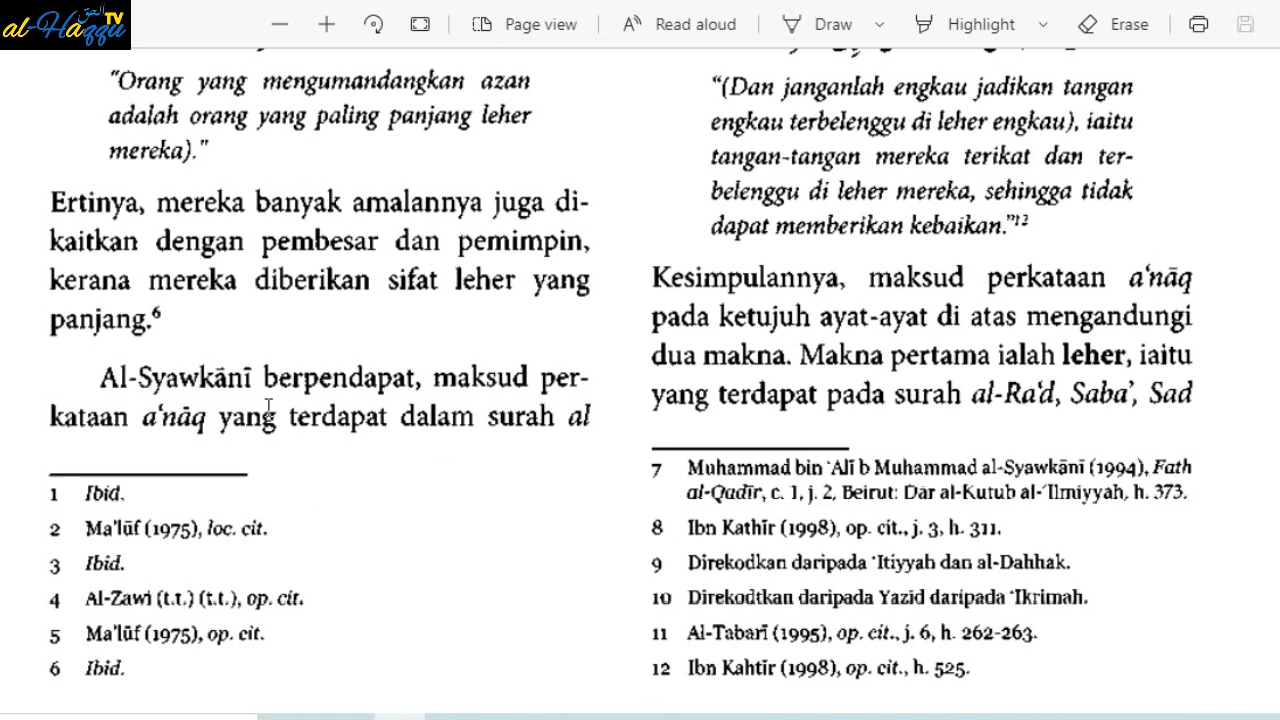 al-Haqqu TV
الحق
Page view
Read aloud
Draw
Highlight
Erase
"Orang yang mengumandangkan azan
adalah orang yang paling panjang leher
mereka)."
Ertinya, mereka banyak amalannya juga di-
kaitkan dengan pembesar dan pemimpin,
kerana mereka diberikan sifat leher yang
panjang.⁶
Al-Syawkānī berpendapat, maksud per-
kataan a‘nāq yang terdapat dalam surah al
1 Ibid.
2 Ma'lūf (1975), loc. cit.
3 Ibid.
4 Al-Zawi (t.t.) (t.t.), op. cit.
5 Ma'lūf (1975), op. cit.
6 Ibid.
“(Dan janganlah engkau jadikan tangan
engkau terbelenggu di leher engkau), iaitu
tangan-tangan mereka terikat dan ter-
belenggu di leher mereka, sehingga tidak
dapat memberikan kebaikan.”¹²
Kesimpulannya, maksud perkataan a‘nāq
pada ketujuh ayat-ayat di atas mengandungi
dua makna. Makna pertama ialah leher, iaitu
yang terdapat pada surah al-Ra‘d, Saba’, Sad
7 Muhammad bin ‘Alī b Muhammad al-Syawkānī (1994), Fath
al-Qadīr, c. 1, j. 2, Beirut: Dār al-Kutub al-‘Ilmiyyah, h. 373.
8 Ibn Kathīr (1998), op. cit., j. 3, h. 311.
9 Direkodkan daripada ‘Itiyyah dan al-Dahhak.
10 Direkodtkan daripada Yazid daripada ‘Ikrimah.
11 Al-Tabarī (1995), op. cit., j. 6, h. 262-263.
12 Ibn Kahtīr (1998), op. cit., h. 525.